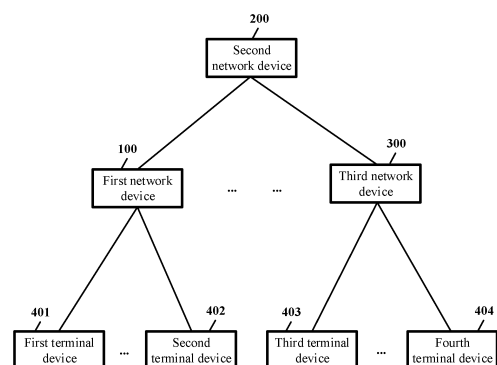 200
Second
network device
100
300
First network
device
... ...
Third network
device
401
402
403
404
First terminal
device
...
Second
terminal device
Third terminal
device
...
Fourth
terminal device